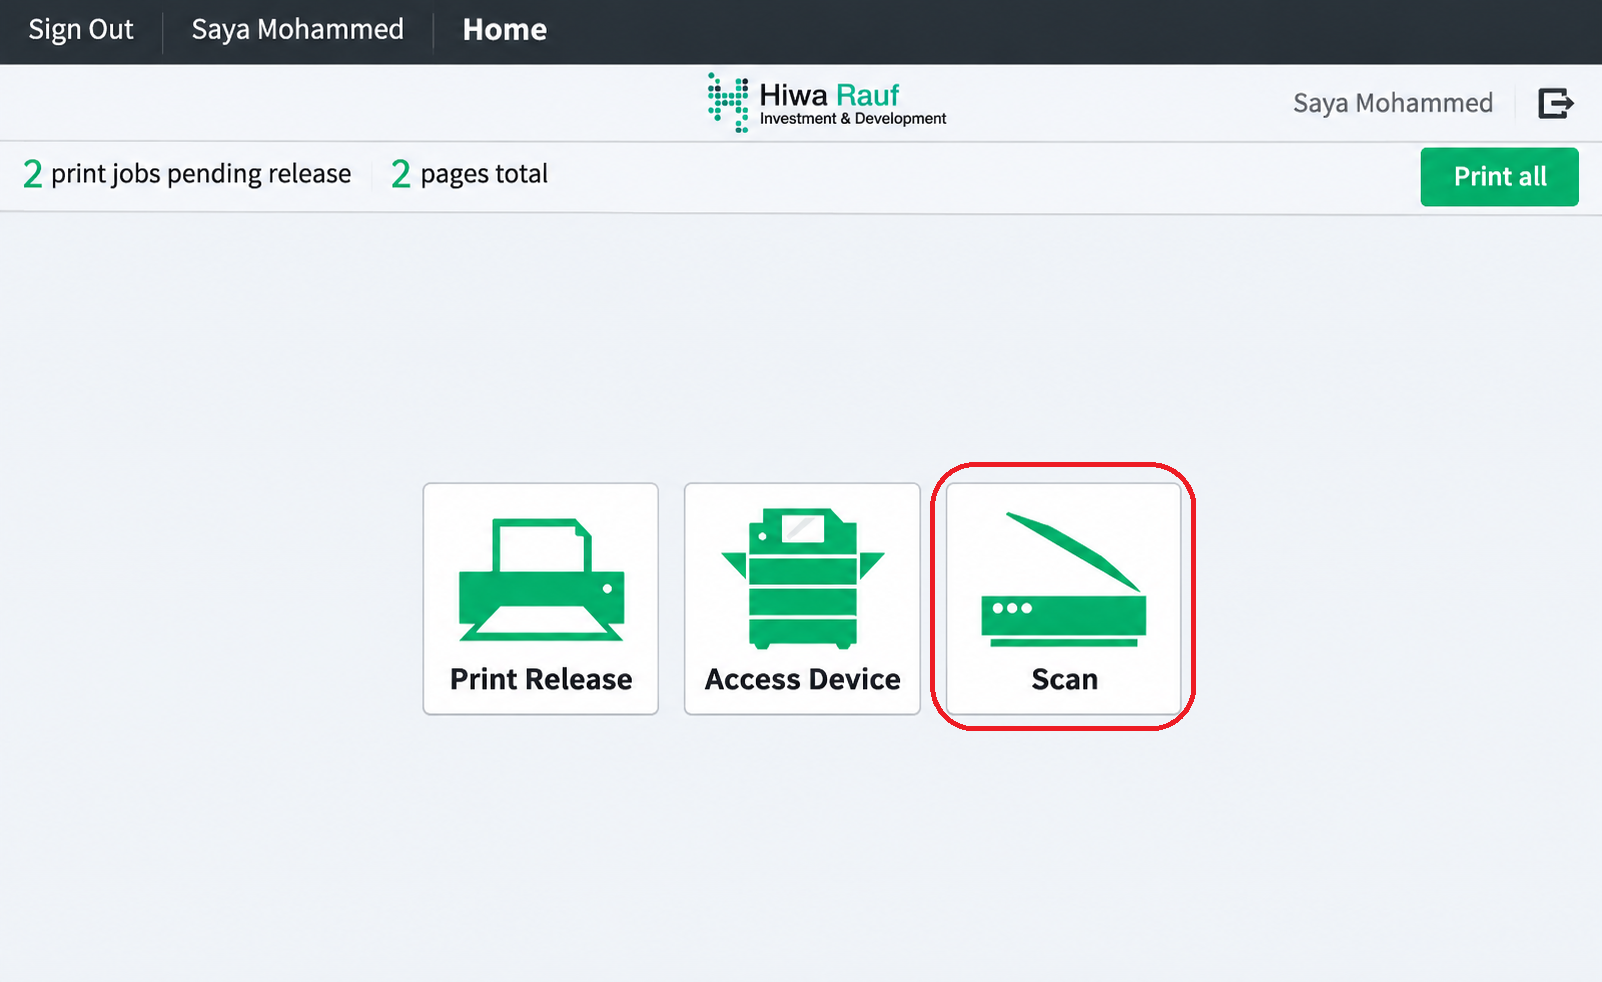 Sign Out Saya Mohammed Home
Hiwa Rauf
Investment & Development
Saya Mohammed
2 print jobs pending release 2 pages total
Print all
Print Release
Access Device
Scan